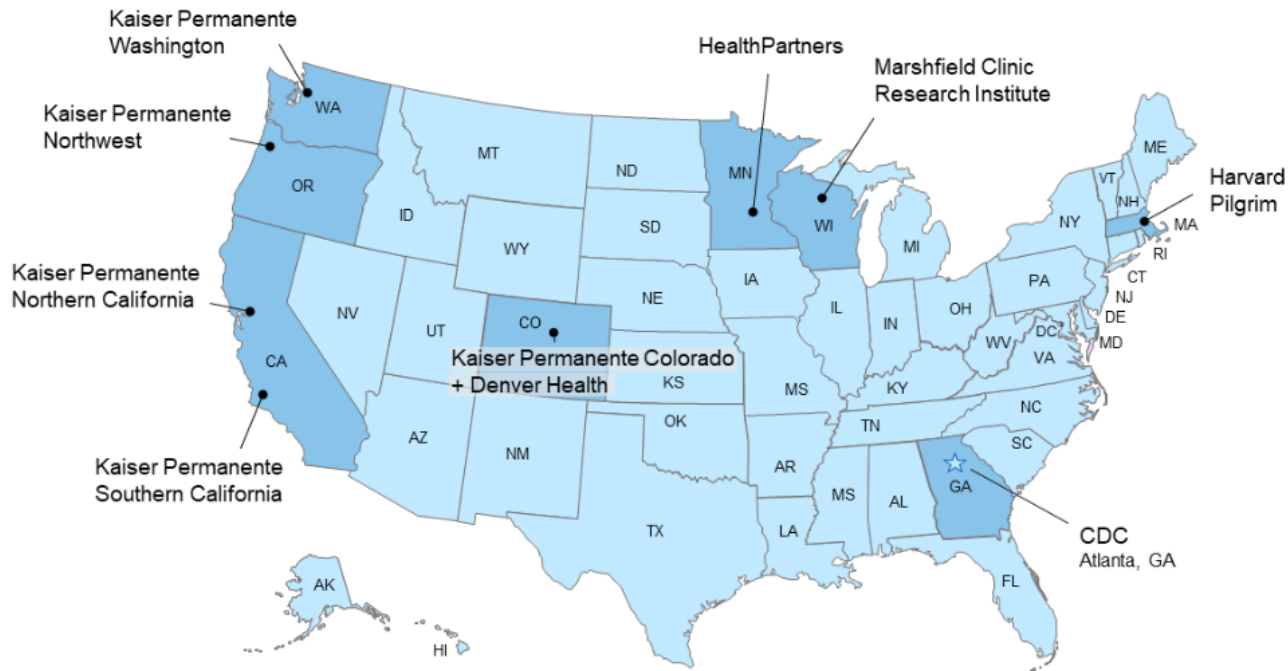 Kaiser Permanente
Washington
HealthPartners
Marshfield Clinic
Research Institute
Kaiser Permanente
Northwest
Harvard
Pilgrim
Kaiser Permanente
Northern California
Kaiser Permanente Colorado
+ Denver Health
Kaiser Permanente
Southern California
CDC
Atlanta, GA
WA
OR
CA
ID
NV
MT
WY
UT
AZ
CO
NM
ND
SD
NE
KS
OK
TX
MN
IA
MS
AR
LA
WI
IL
MI
IN
OH
KY
TN
MS
AL
GA
FL
SC
NC
VA
WV
DC
MD
DE
NJ
PA
NY
CT
RI
MA
VT
NH
ME
AK
HI